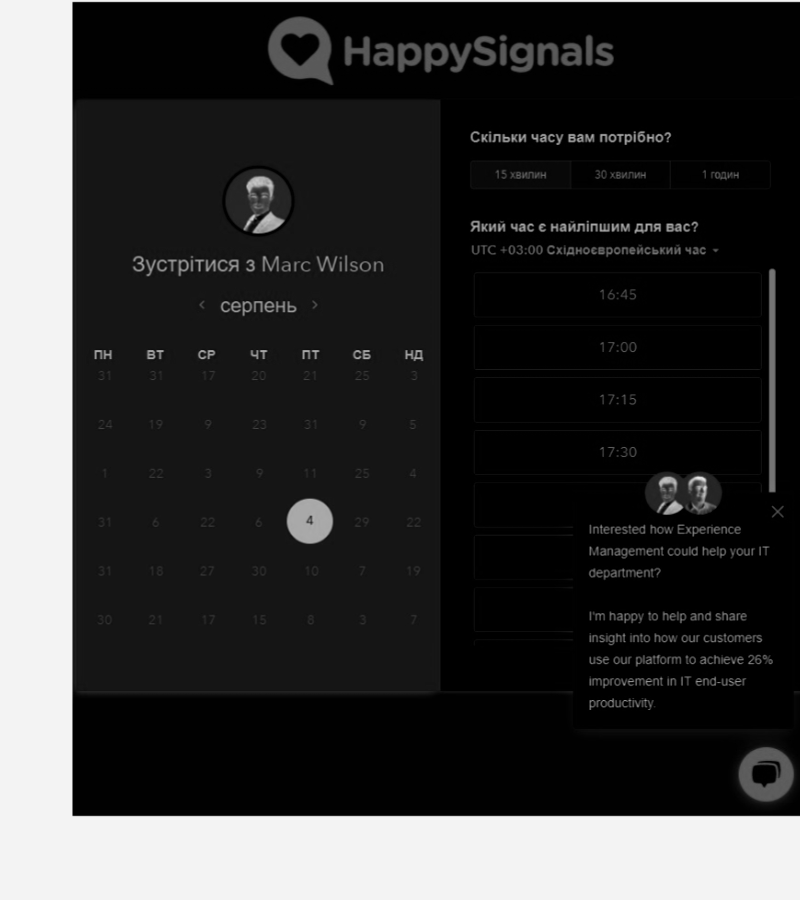 HappySignals
Зустрітися з Marc Wilson
серпень
ПН ВТ СР ЧТ ПТ СБ НД
31 31 17 20 21 25 3
24 19 9 23 31 9 5
1 22 3 9 11 25 4
31 6 22 6 4 29 22
31 18 27 30 10 7 19
30 21 17 15 8 3 7
Скільки часу вам потрібно?
15 хвилин 30 хвилин 1 годин
Який час є найліпшим для вас?
UTC +03:00 Східноєвропейський час
16:45
17:00
17:15
17:30
Interested how Experience
Management could help your IT
department?
I'm happy to help and share
insight into how our customers
use our platform to achieve 26%
improvement in IT end-user
productivity.